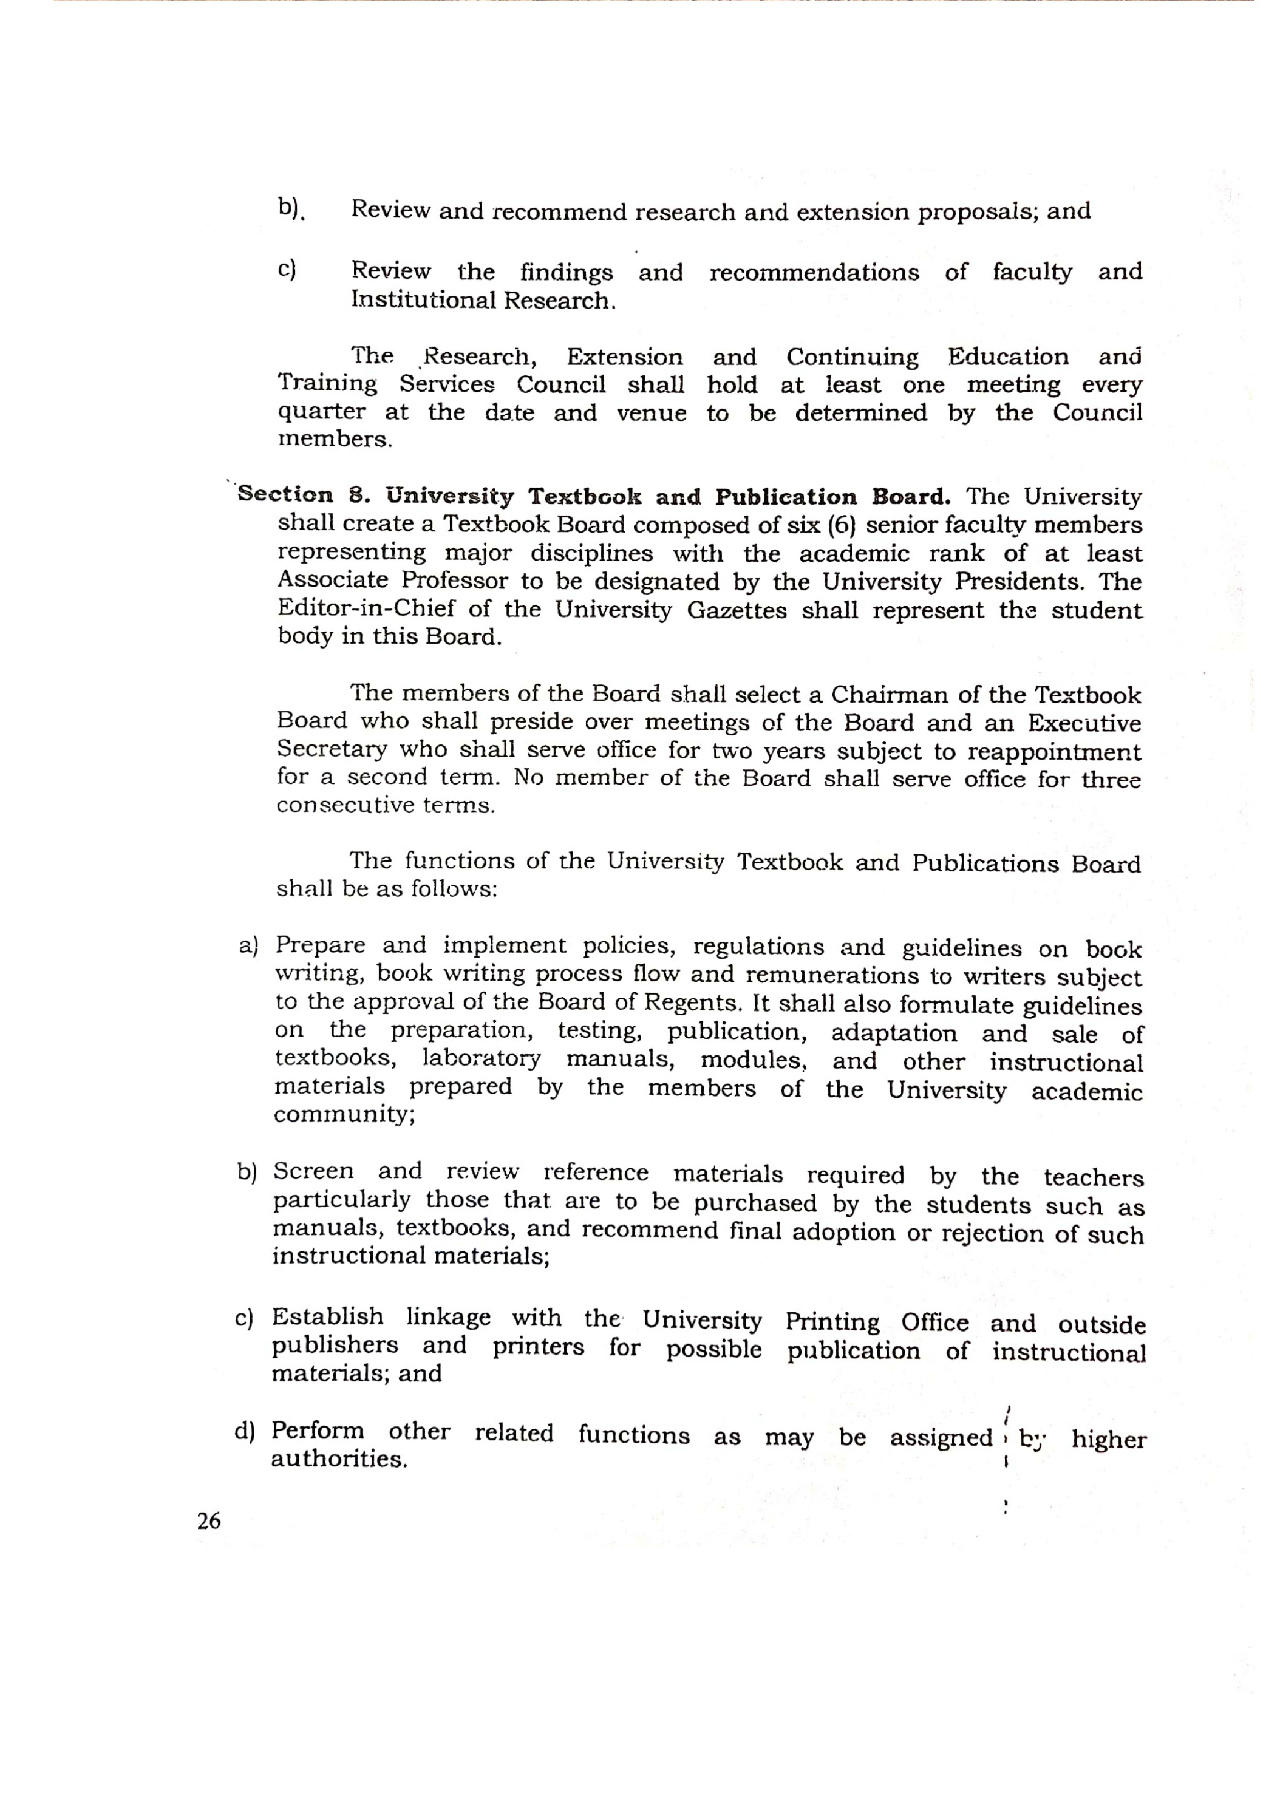 b). Review and recommend research and extension proposals; and
c) Review the findings and recommendations of faculty and
Institutional Research.
The Research, Extension and Continuing Education and
Training Services Council shall hold at least one meeting every
quarter at the date and venue to be determined by the Council
members.
Section 8. University Textbook and Publication Board. The University
shall create a Textbook Board composed of six (6) senior faculty members
representing major disciplines with the academic rank of at least
Associate Professor to be designated by the University Presidents. The
Editor-in-Chief of the University Gazettes shall represent the student
body in this Board.
The members of the Board shall select a Chairman of the Textbook
Board who shall preside over meetings of the Board and an Executive
Secretary who shall serve office for two years subject to reappointment
for a second term. No member of the Board shall serve office for three
consecutive terms.
The functions of the University Textbook and Publications Board
shall be as follows:
a) Prepare and implement policies, regulations and guidelines on book
writing, book writing process flow and remunerations to writers subject
to the approval of the Board of Regents. It shall also formulate guidelines
on the preparation, testing, publication, adaptation and sale of
textbooks, laboratory manuals, modules, and other instructional
materials prepared by the members of the University academic
community;
b) Screen and review reference materials required by the teachers
particularly those that are to be purchased by the students such as
manuals, textbooks, and recommend final adoption or rejection of such
instructional materials;
c) Establish linkage with the University Printing Office and outside
publishers and printers for possible publication of instructional
materials; and
d) Perform other related functions as may be assigned by higher
authorities.
26